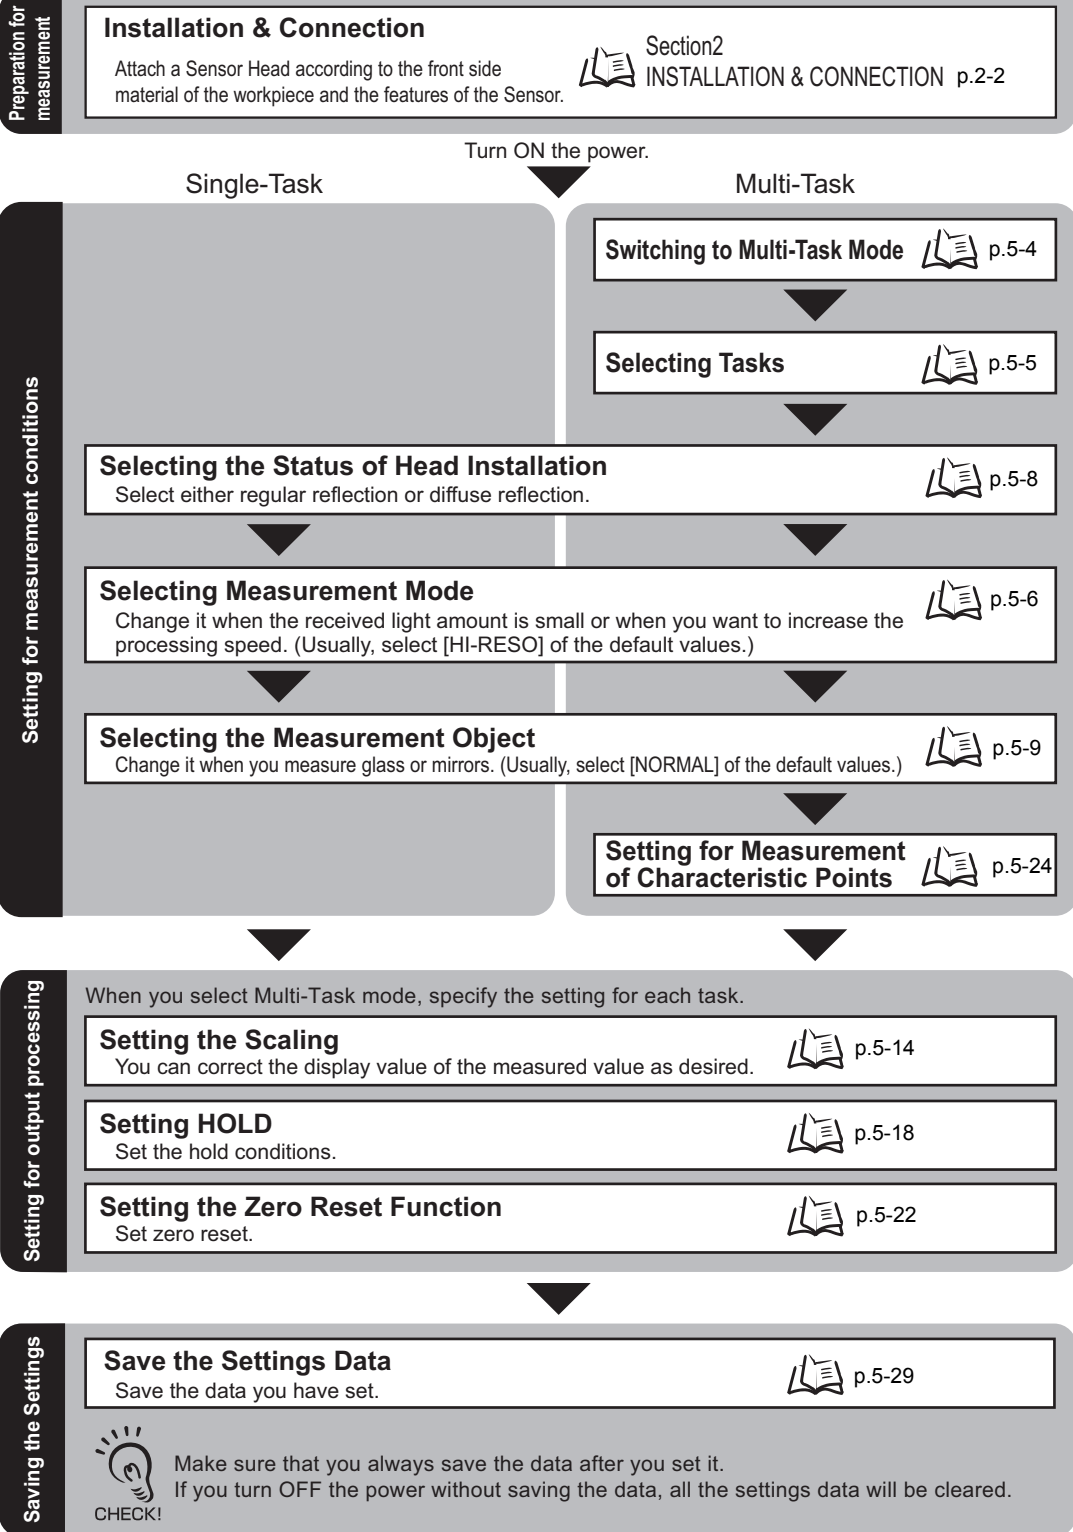 Preparation for
measurement
Installation & Connection
Attach a Sensor Head according to the front side
material of the workpiece and the features of the Sensor.
Section2
INSTALLATION & CONNECTION p.2-2
Turn ON the power.
Single-Task
Multi-Task
Setting for measurement conditions
Switching to Multi-Task Mode p.5-4
Selecting Tasks p.5-5
Selecting the Status of Head Installation
Select either regular reflection or diffuse reflection.
p.5-8
Selecting Measurement Mode
Change it when the received light amount is small or when you want to increase the
processing speed. (Usually, select [HI-RESO] of the default values.)
p.5-6
Selecting the Measurement Object
Change it when you measure glass or mirrors. (Usually, select [NORMAL] of the default values.)
p.5-9
Setting for Measurement
of Characteristic Points
p.5-24
Setting for output processing
When you select Multi-Task mode, specify the setting for each task.
Setting the Scaling
You can correct the display value of the measured value as desired.
p.5-14
Setting HOLD
Set the hold conditions.
p.5-18
Setting the Zero Reset Function
Set zero reset.
p.5-22
Saving the Settings
Save the Settings Data
Save the data you have set.
p.5-29
CHECK!
Make sure that you always save the data after you set it.
If you turn OFF the power without saving the data, all the settings data will be cleared.